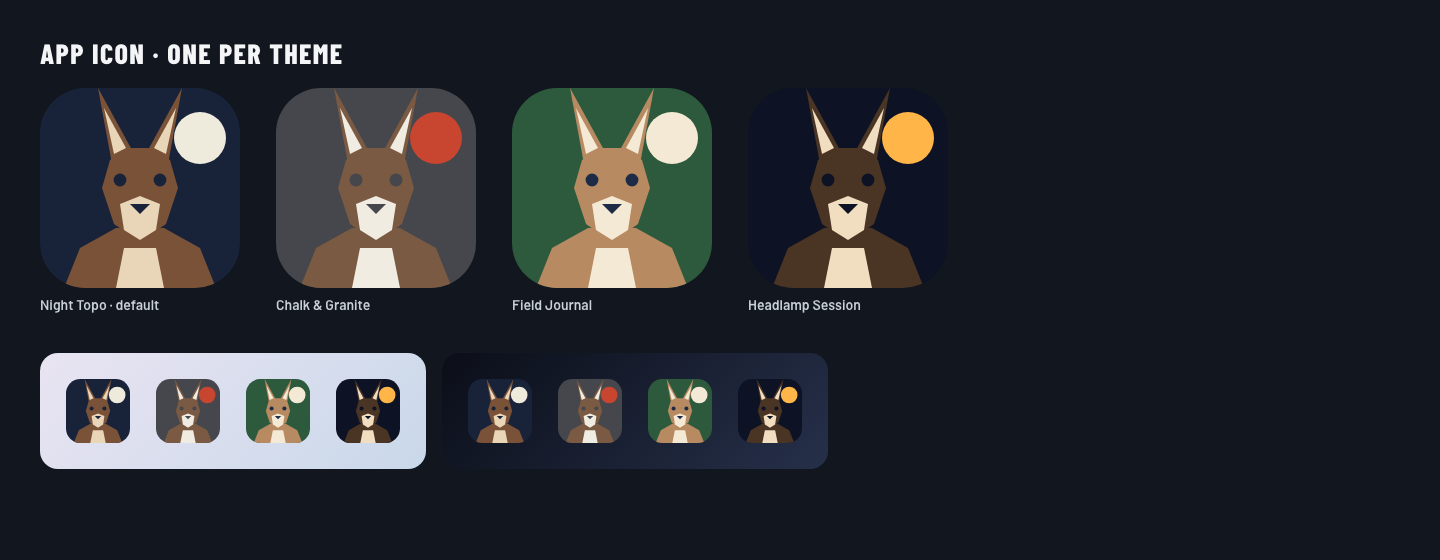 APP ICON · ONE PER THEME
Night Topo · default
Chalk & Granite
Field Journal
Headlamp Session